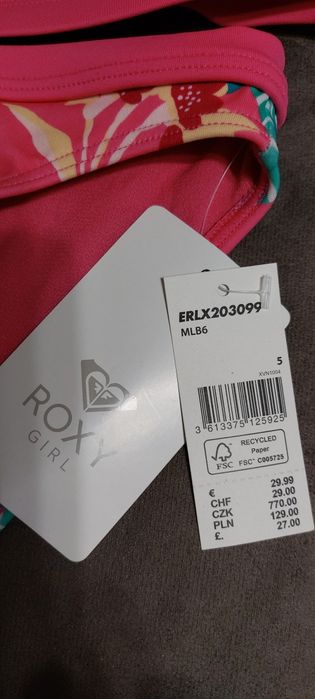 ROXY
GIRL
ERLX203099
MLB6
5
XVN1004
3 613375 125925
FSC
RECYCLED
Paper
FSC® C005725
€ 29.99
CHF 29.00
CZK 770.00
PLN 129.00
£. 27.00